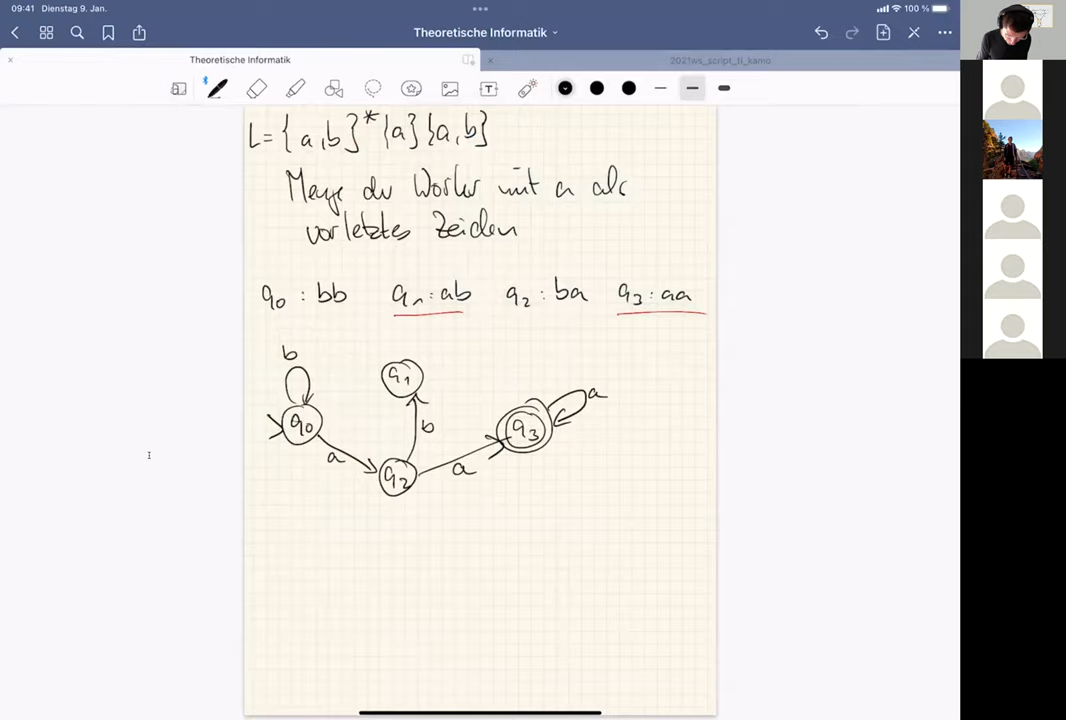 09:41 Dienstag 9. Jan.
100 %
Theoretische Informatik
Theoretische Informatik
2021ws_script_ti_kamo
L = {a,b}* {a} {a,b}
Menge der Wörter mit a als
vorletztes Zeichen
q0 : bb q1 : ab q2 : ba q3 : aa
b
q1
a
q0
b
q3
a
a
q2